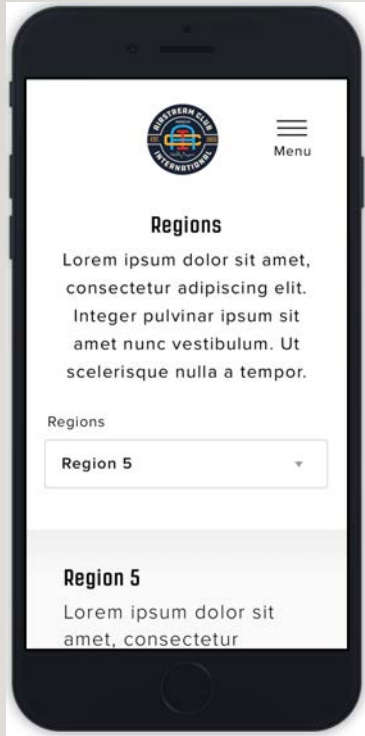 AIRSTREAM CLUB
INTERNATIONAL
Menu
Regions
Lorem ipsum dolor sit amet,
consectetur adipiscing elit.
Integer pulvinar ipsum sit
amet nunc vestibulum. Ut
scelerisque nulla a tempor.
Regions
Region 5
Region 5
Lorem ipsum dolor sit
amet, consectetur